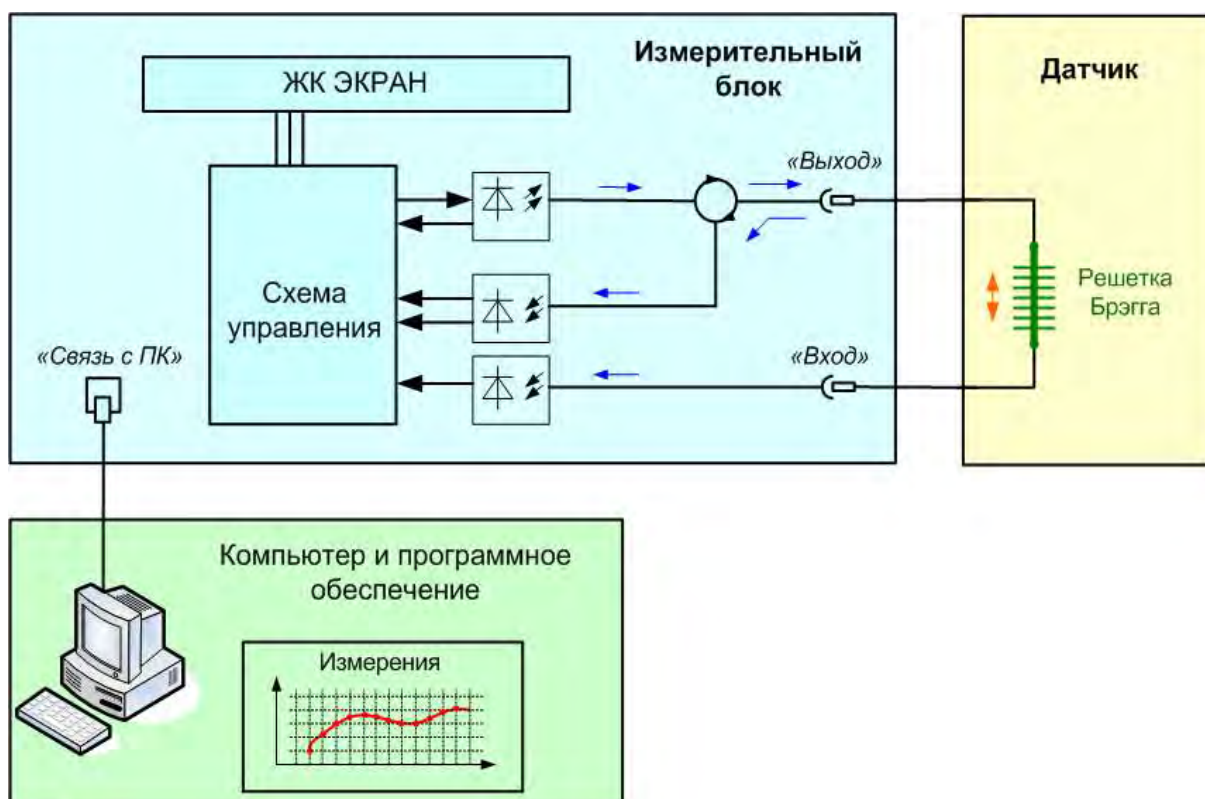 ЖК ЭКРАН
Измерительный
блок
Датчик
«Выход»
Схема
управления
Решетка
Брэгга
«Связь с ПК»
«Вход»
Компьютер и программное
обеспечение
Измерения